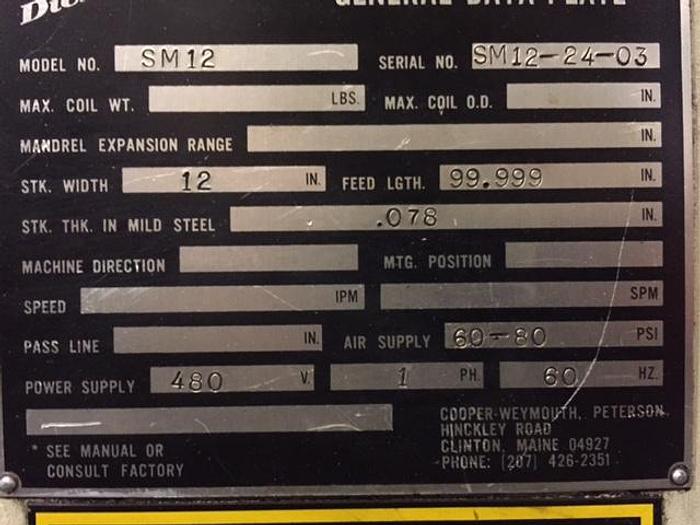 GENERAL DATA PLATE
MODEL NO. SM12 SERIAL NO. SM12-24-03
MAX. COIL WT. LBS. MAX. COIL O.D. IN.
MANDREL EXPANSION RANGE IN.
STK. WIDTH 12 IN. FEED LGTH. 99.999 IN.
STK. THK. IN MILD STEEL .078 IN.
MACHINE DIRECTION MTG. POSITION
SPEED IPM SPM
PASS LINE IN. AIR SUPPLY 60-80 PSI
POWER SUPPLY 480 V. 1 PH. 60 HZ.
* SEE MANUAL OR
CONSULT FACTORY
COOPER-WEYMOUTH, PETERSON
HINCKLEY ROAD
CLINTON, MAINE 04927
PHONE: (207) 426-2351